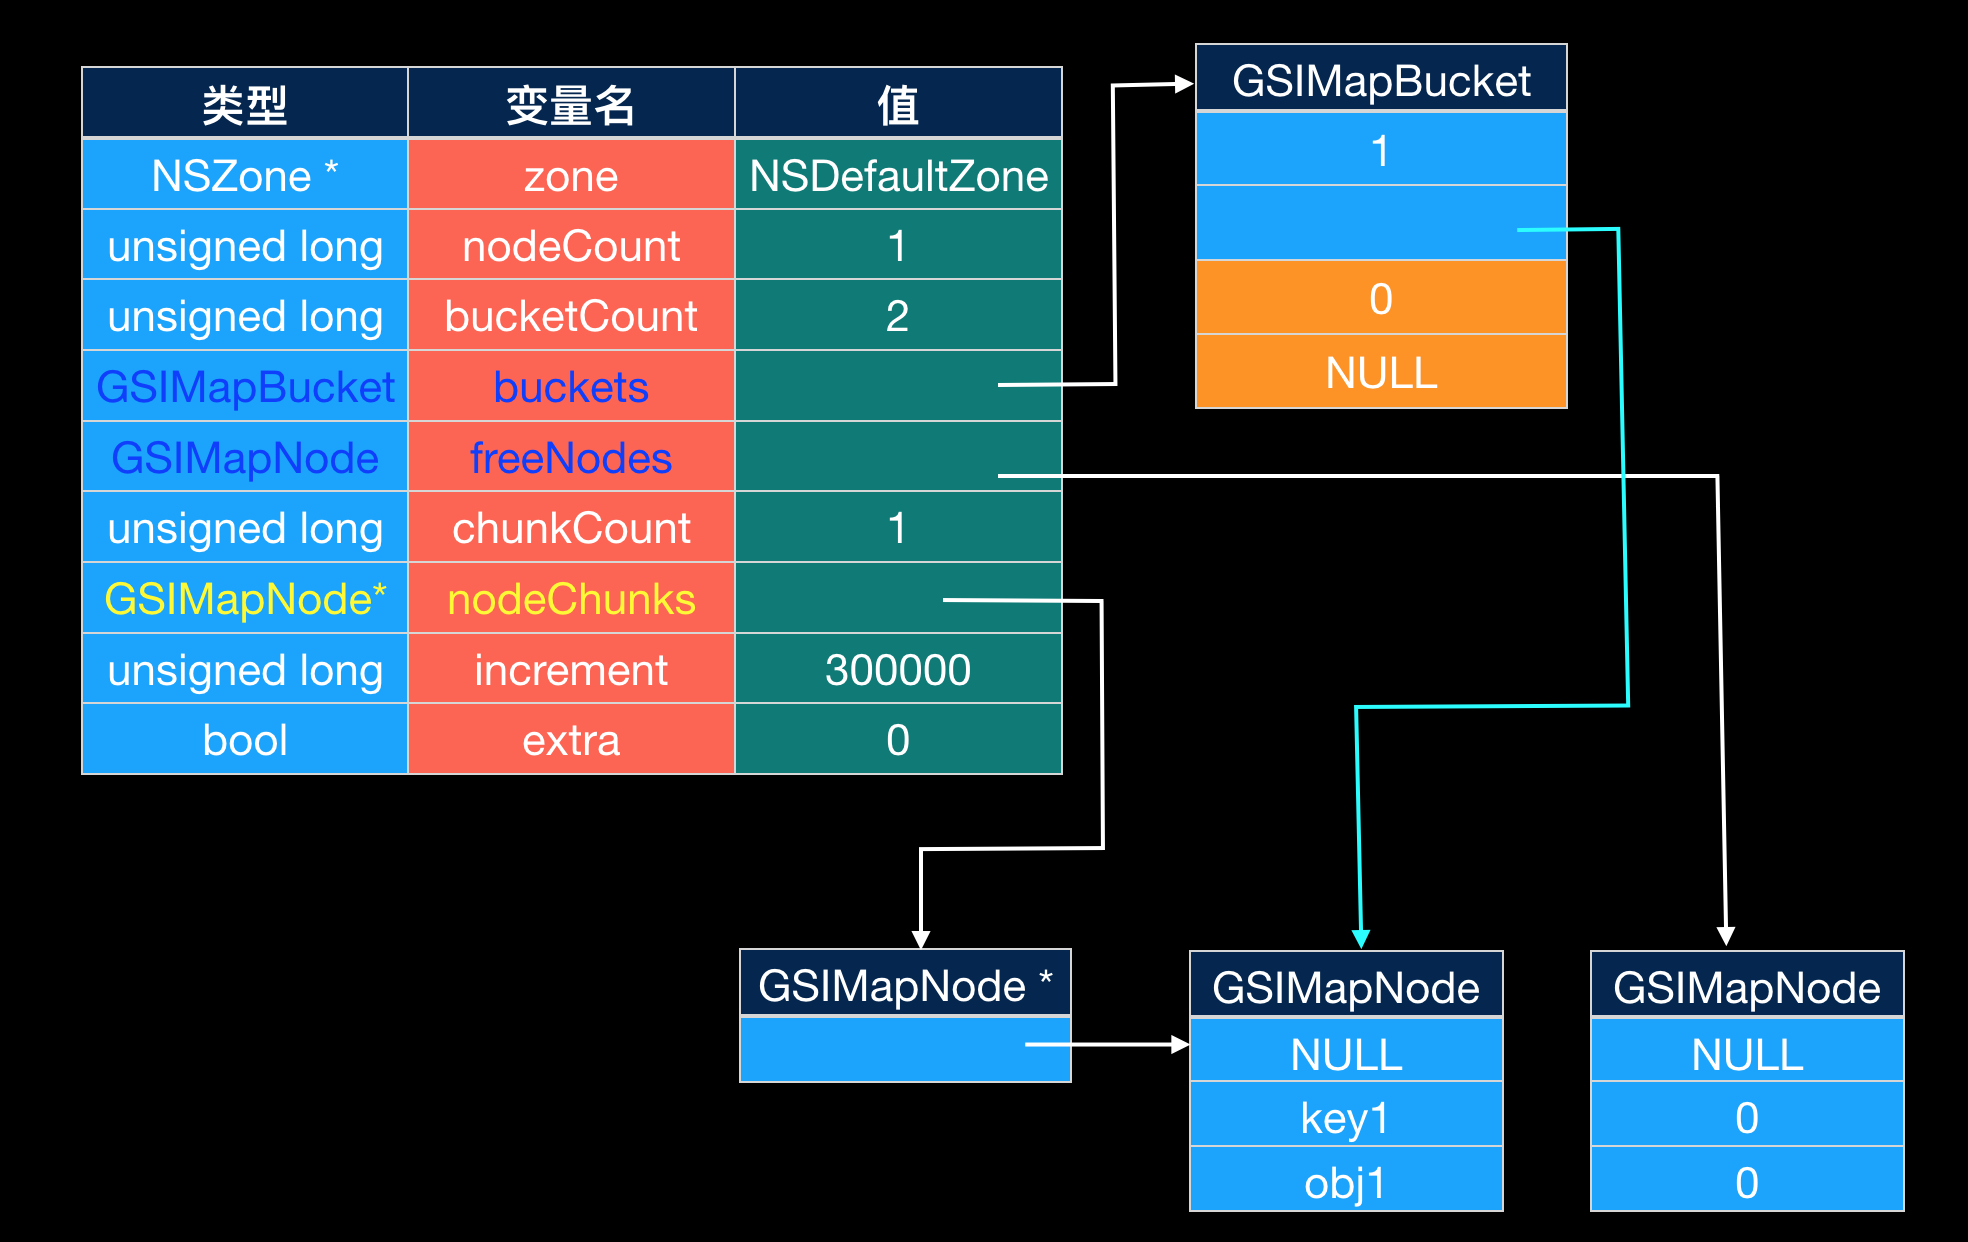 类型 变量名 值
NSZone * zone NSDefaultZone
unsigned long nodeCount 1
unsigned long bucketCount 2
GSIMapBucket buckets
GSIMapNode freeNodes
unsigned long chunkCount 1
GSIMapNode* nodeChunks
unsigned long increment 300000
bool extra 0
GSIMapBucket
1
0
NULL
GSIMapNode *
GSIMapNode
NULL
key1
obj1
GSIMapNode
NULL
0
0